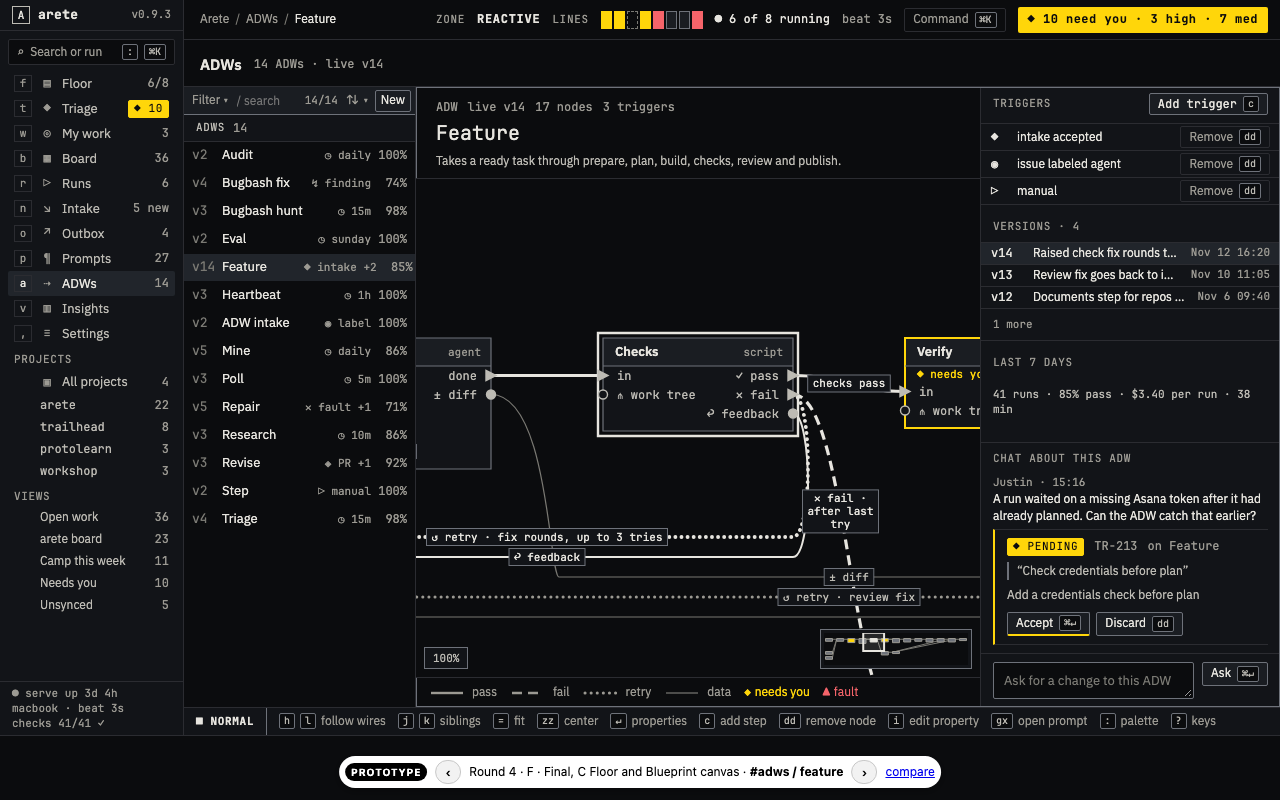 A arete v0.9.3
Search or run : ⌘K
f Floor 6/8
t Triage ◆ 10
w My work 3
b Board 36
r Runs 6
n Intake 5 new
o Outbox 4
p Prompts 27
a ADWs 14
v Insights
, Settings
PROJECTS
All projects 4
arete 22
trailhead 8
protolearn 3
workshop 3
VIEWS
Open work 36
arete board 23
Camp this week 11
Needs you 10
Unsynced 5
● serve up 3d 4h
macbook · beat 3s
checks 41/41 ✓
Arete / ADWs / Feature
ZONE REACTIVE LINES ● 6 of 8 running beat 3s Command ⌘K ◆ 10 need you · 3 high · 7 med
ADWs 14 ADWs · live v14
Filter ▾ / search 14/14 ↑↓ ▾ New
ADWS 14
v2 Audit ◷ daily 100%
v4 Bugbash fix ↯ finding 74%
v3 Bugbash hunt ◷ 15m 98%
v2 Eval ◷ sunday 100%
v14 Feature ◆ intake +2 85%
v3 Heartbeat ◷ 1h 100%
v2 ADW intake ◉ label 100%
v5 Mine ◷ daily 86%
v3 Poll ◷ 5m 100%
v5 Repair × fault +1 71%
v3 Research ◷ 10m 86%
v3 Revise ◆ PR +1 92%
v2 Step ▷ manual 100%
v4 Triage ◷ 15m 98%
ADW live v14 17 nodes 3 triggers
Feature
Takes a ready task through prepare, plan, build, checks, review and publish.
agent
done
± diff
Checks script
in ✓ pass
⋔ work tree × fail
↩ feedback
checks pass
Verify
◆ needs yo
in
⋔ work tr
× fail ·
after last
try
↺ retry · fix rounds, up to 3 tries
↩ feedback
± diff
↺ retry · review fix
100%
pass fail retry data ◆ needs you ▲ fault
TRIGGERS Add trigger c
◆ intake accepted Remove dd
◉ issue labeled agent Remove dd
▷ manual Remove dd
VERSIONS · 4
v14 Raised check fix rounds t... Nov 12 16:20
v13 Review fix goes back to i... Nov 10 11:05
v12 Documents step for repos ... Nov 6 09:40
1 more
LAST 7 DAYS
41 runs · 85% pass · $3.40 per run · 38
min
CHAT ABOUT THIS ADW
Justin · 15:16
A run waited on a missing Asana token after it had
already planned. Can the ADW catch that earlier?
◆ PENDING TR-213 on Feature
“Check credentials before plan”
Add a credentials check before plan
Accept ⌘↵ Discard dd
Ask for a change to this ADW Ask ⌘↵
■ NORMAL h l follow wires j k siblings = fit zz center ↵ properties c add step dd remove node i edit property gx open prompt : palette ? keys
PROTOTYPE ‹ Round 4 · F · Final, C Floor and Blueprint canvas · #adws / feature › compare